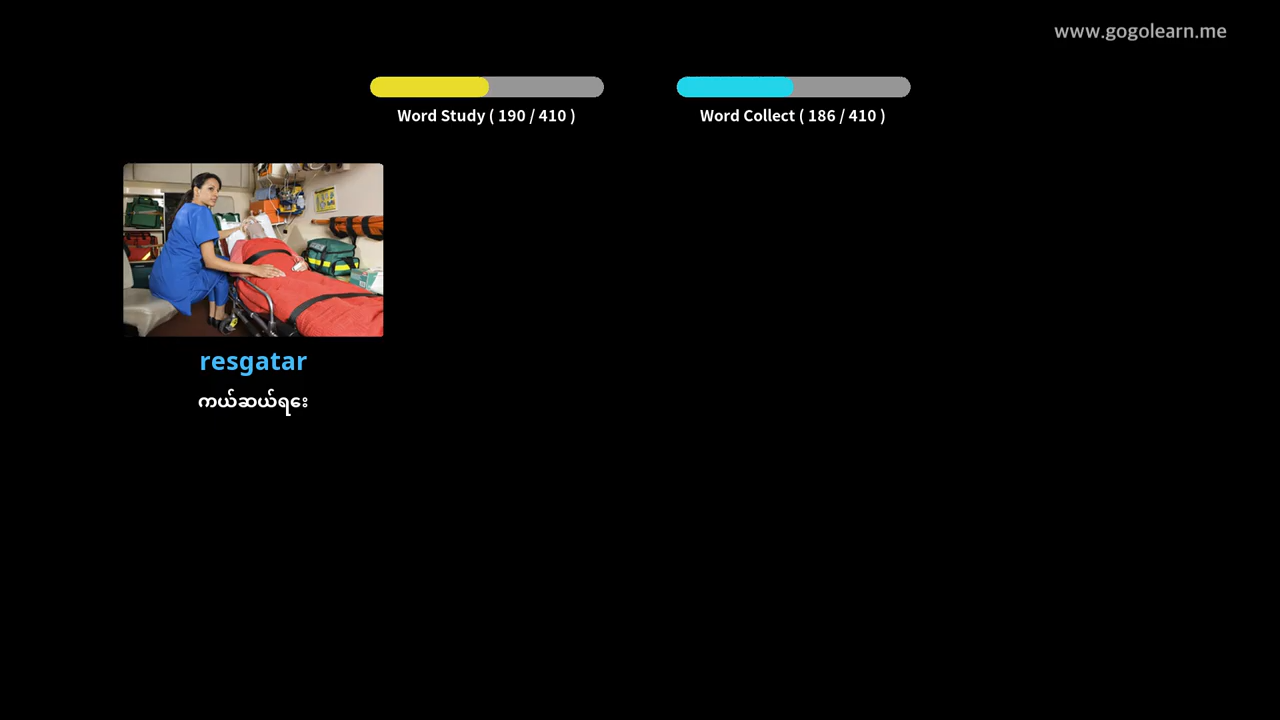 www.gogolearn.me
Word Study ( 190 / 410 )
Word Collect ( 186 / 410 )
resgatar
ကယ်ဆယ်ရေး